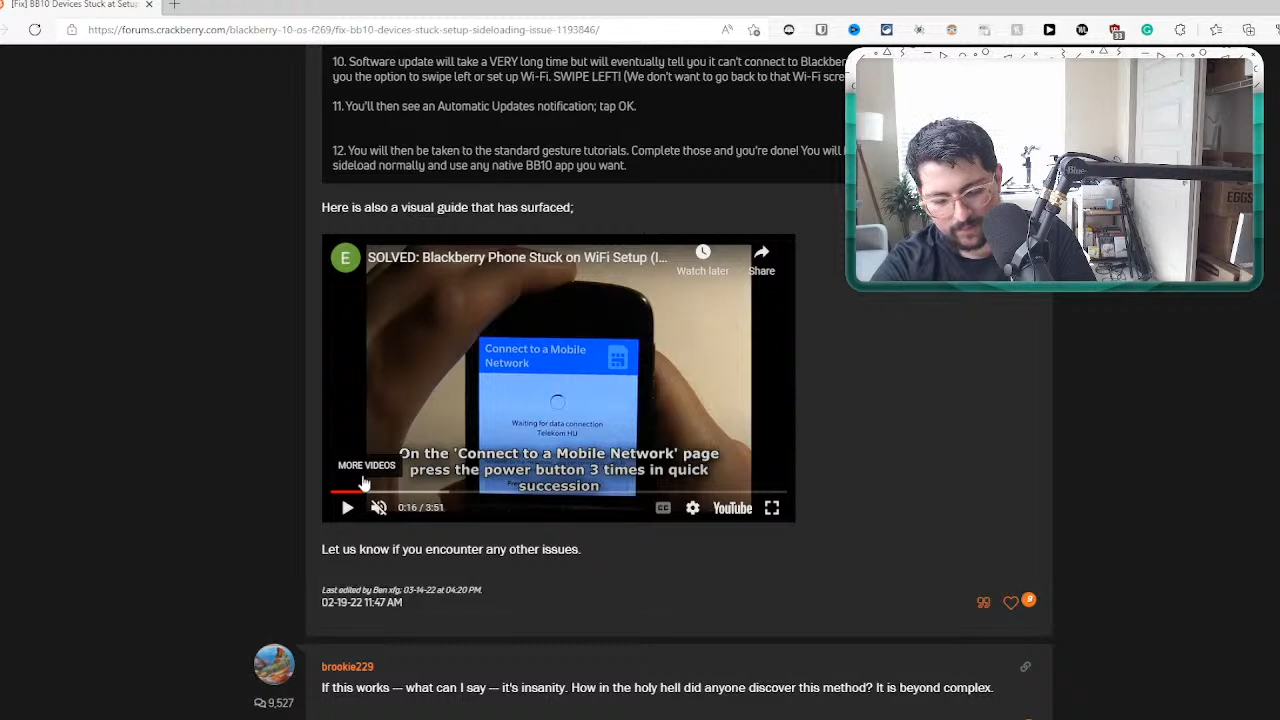 [Fix] BB10 Devices Stuck at Setup
https://forums.crackberry.com/blackberry-10-os-f269/fix-bb10-devices-stuck-setup-sideloading-issue-1193846/
33
10. Software update will take a VERY long time but will eventually tell you it can't connect to Blackber
you the option to swipe left or set up Wi-Fi. SWIPE LEFT! (We don't want to go back to that Wi-Fi scre
11. You'll then see an Automatic Updates notification; tap OK.
12. You will then be taken to the standard gesture tutorials. Complete those and you're done! You will
sideload normally and use any native BB10 app you want.
EGGS
Here is also a visual guide that has surfaced;
E
SOLVED: Blackberry Phone Stuck on WiFi Setup (I...
Watch later
Share
Connect to a Mobile
Network
Waiting for data connection
Telekom HU
On the 'Connect to a Mobile Network' page
press the power button 3 times in quick
succession
MORE VIDEOS
0:16 / 3:51
CC
YouTube
Let us know if you encounter any other issues.
Last edited by Ben xfg; 03-14-22 at 04:20 PM.
02-19-22 11:47 AM
9
brookie229
If this works -- what can I say -- it's insanity. How in the holy hell did anyone discover this method? It is beyond complex.
9,527